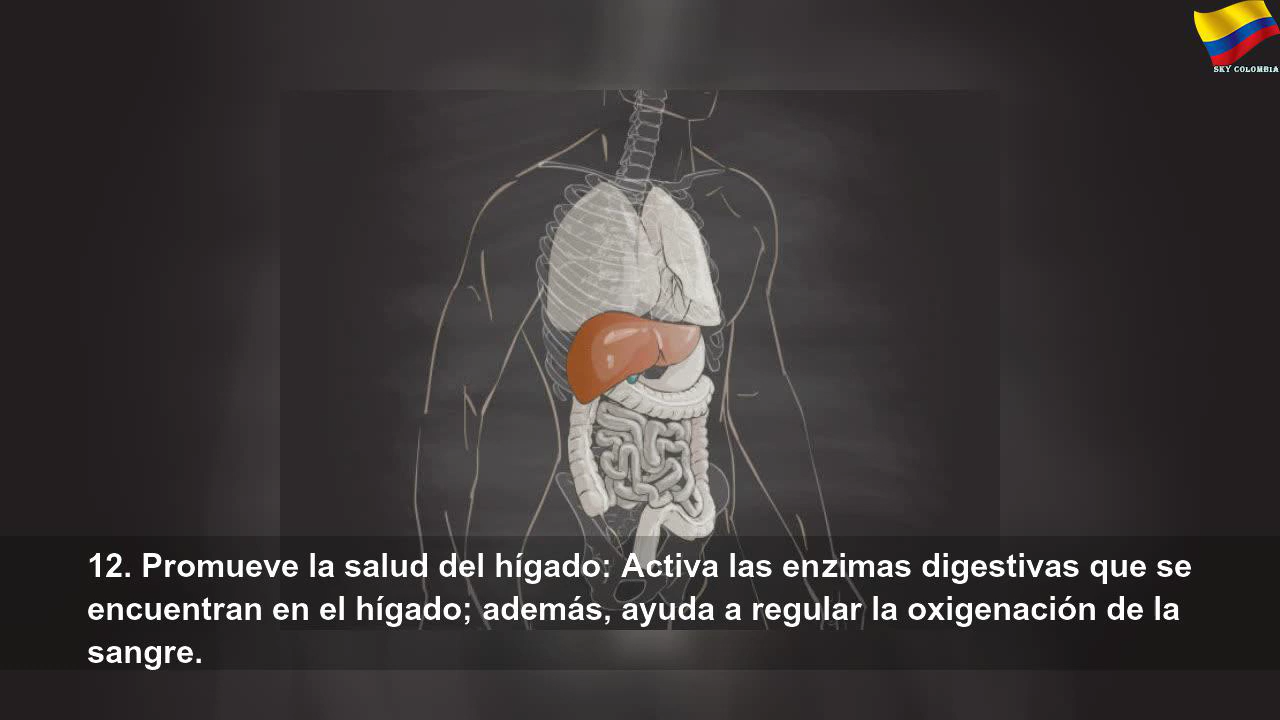 SKY COLOMBIA
12. Promueve la salud del hígado: Activa las enzimas digestivas que se
encuentran en el hígado; además, ayuda a regular la oxigenación de la
sangre.